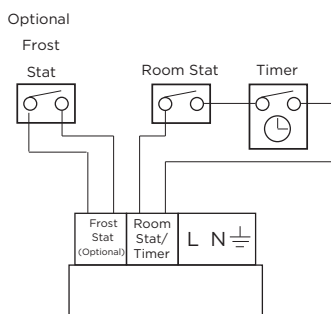 Optional
Frost
Stat
Room Stat
Timer
Frost
Stat
(Optional)
Room
Stat/
Timer
L N